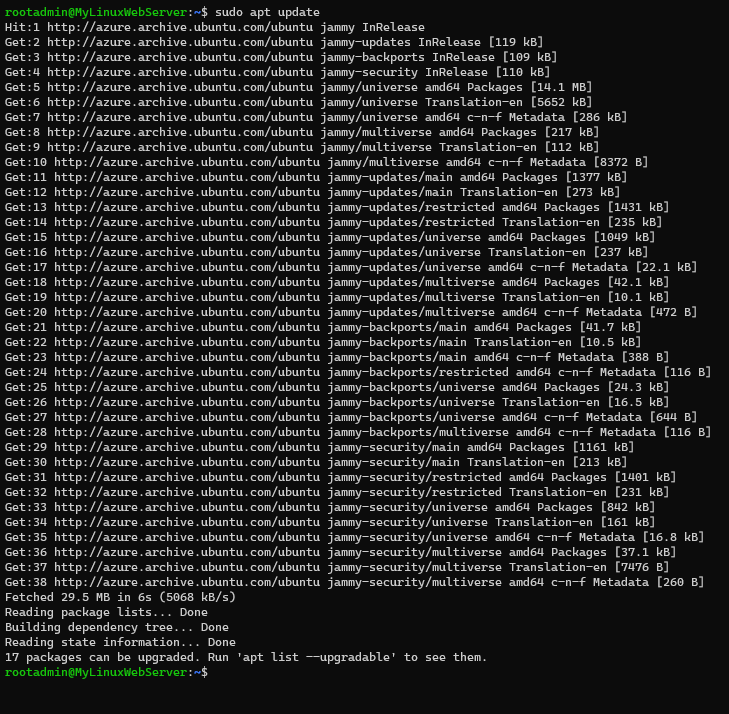 rootadmin@MyLinuxWebServer:~$ sudo apt update
Hit:1 http://azure.archive.ubuntu.com/ubuntu jammy InRelease
Get:2 http://azure.archive.ubuntu.com/ubuntu jammy-updates InRelease [119 kB]
Get:3 http://azure.archive.ubuntu.com/ubuntu jammy-backports InRelease [109 kB]
Get:4 http://azure.archive.ubuntu.com/ubuntu jammy-security InRelease [110 kB]
Get:5 http://azure.archive.ubuntu.com/ubuntu jammy/universe amd64 Packages [14.1 MB]
Get:6 http://azure.archive.ubuntu.com/ubuntu jammy/universe Translation-en [5652 kB]
Get:7 http://azure.archive.ubuntu.com/ubuntu jammy/universe amd64 c-n-f Metadata [286 kB]
Get:8 http://azure.archive.ubuntu.com/ubuntu jammy/multiverse amd64 Packages [217 kB]
Get:9 http://azure.archive.ubuntu.com/ubuntu jammy/multiverse Translation-en [112 kB]
Get:10 http://azure.archive.ubuntu.com/ubuntu jammy/multiverse amd64 c-n-f Metadata [8372 B]
Get:11 http://azure.archive.ubuntu.com/ubuntu jammy-updates/main amd64 Packages [1377 kB]
Get:12 http://azure.archive.ubuntu.com/ubuntu jammy-updates/main Translation-en [273 kB]
Get:13 http://azure.archive.ubuntu.com/ubuntu jammy-updates/restricted amd64 Packages [1431 kB]
Get:14 http://azure.archive.ubuntu.com/ubuntu jammy-updates/restricted Translation-en [235 kB]
Get:15 http://azure.archive.ubuntu.com/ubuntu jammy-updates/universe amd64 Packages [1049 kB]
Get:16 http://azure.archive.ubuntu.com/ubuntu jammy-updates/universe Translation-en [237 kB]
Get:17 http://azure.archive.ubuntu.com/ubuntu jammy-updates/universe amd64 c-n-f Metadata [22.1 kB]
Get:18 http://azure.archive.ubuntu.com/ubuntu jammy-updates/multiverse amd64 Packages [42.1 kB]
Get:19 http://azure.archive.ubuntu.com/ubuntu jammy-updates/multiverse Translation-en [10.1 kB]
Get:20 http://azure.archive.ubuntu.com/ubuntu jammy-updates/multiverse amd64 c-n-f Metadata [472 B]
Get:21 http://azure.archive.ubuntu.com/ubuntu jammy-backports/main amd64 Packages [41.7 kB]
Get:22 http://azure.archive.ubuntu.com/ubuntu jammy-backports/main Translation-en [10.5 kB]
Get:23 http://azure.archive.ubuntu.com/ubuntu jammy-backports/main amd64 c-n-f Metadata [388 B]
Get:24 http://azure.archive.ubuntu.com/ubuntu jammy-backports/restricted amd64 c-n-f Metadata [116 B]
Get:25 http://azure.archive.ubuntu.com/ubuntu jammy-backports/universe amd64 Packages [24.3 kB]
Get:26 http://azure.archive.ubuntu.com/ubuntu jammy-backports/universe Translation-en [16.5 kB]
Get:27 http://azure.archive.ubuntu.com/ubuntu jammy-backports/universe amd64 c-n-f Metadata [644 B]
Get:28 http://azure.archive.ubuntu.com/ubuntu jammy-backports/multiverse amd64 c-n-f Metadata [116 B]
Get:29 http://azure.archive.ubuntu.com/ubuntu jammy-security/main amd64 Packages [1161 kB]
Get:30 http://azure.archive.ubuntu.com/ubuntu jammy-security/main Translation-en [213 kB]
Get:31 http://azure.archive.ubuntu.com/ubuntu jammy-security/restricted amd64 Packages [1401 kB]
Get:32 http://azure.archive.ubuntu.com/ubuntu jammy-security/restricted Translation-en [231 kB]
Get:33 http://azure.archive.ubuntu.com/ubuntu jammy-security/universe amd64 Packages [842 kB]
Get:34 http://azure.archive.ubuntu.com/ubuntu jammy-security/universe Translation-en [161 kB]
Get:35 http://azure.archive.ubuntu.com/ubuntu jammy-security/universe amd64 c-n-f Metadata [16.8 kB]
Get:36 http://azure.archive.ubuntu.com/ubuntu jammy-security/multiverse amd64 Packages [37.1 kB]
Get:37 http://azure.archive.ubuntu.com/ubuntu jammy-security/multiverse Translation-en [7476 B]
Get:38 http://azure.archive.ubuntu.com/ubuntu jammy-security/multiverse amd64 c-n-f Metadata [260 B]
Fetched 29.5 MB in 6s (5068 kB/s)
Reading package lists... Done
Building dependency tree... Done
Reading state information... Done
17 packages can be upgraded. Run 'apt list --upgradable' to see them.
rootadmin@MyLinuxWebServer:~$